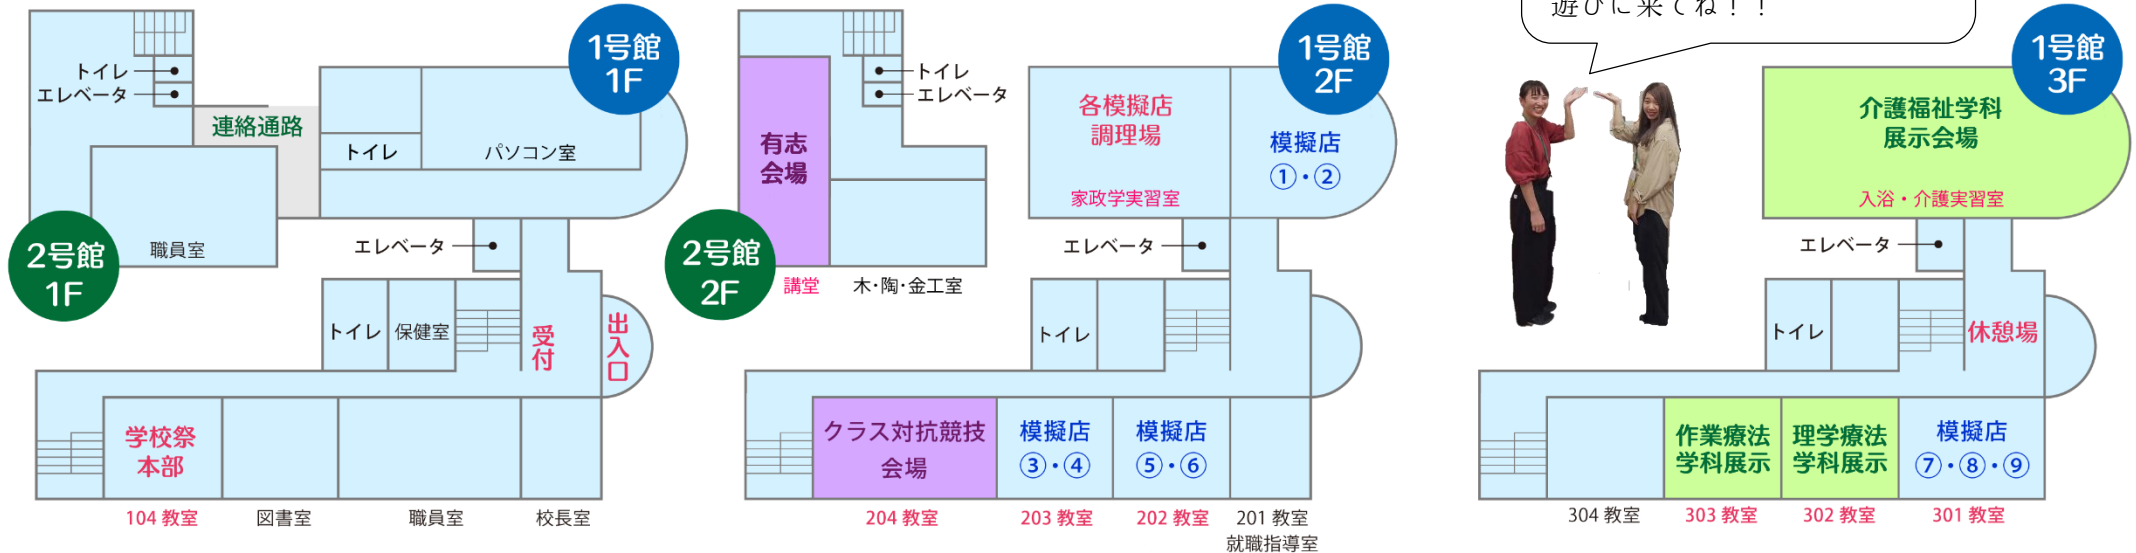 遊びに来てね！！
1号館
1F
トイレ
エレベータ
連絡通路
トイレ
パソコン室
職員室
2号館
1F
エレベータ
トイレ
保健室
受付
出入口
学校祭
本部
104 教室
図書室
職員室
校長室
1号館
2F
トイレ
エレベータ
有志
会場
各模擬店
調理場
模擬店
①・②
家政学実習室
2号館
2F
講堂
木・陶・金工室
エレベータ
トイレ
クラス対抗競技
会場
模擬店
③・④
模擬店
⑤・⑥
204 教室
203 教室
202 教室
201 教室
就職指導室
1号館
3F
介護福祉学科
展示会場
入浴・介護実習室
エレベータ
トイレ
休憩場
作業療法
学科展示
理学療法
学科展示
模擬店
⑦・⑧・⑨
304 教室
303 教室
302 教室
301 教室